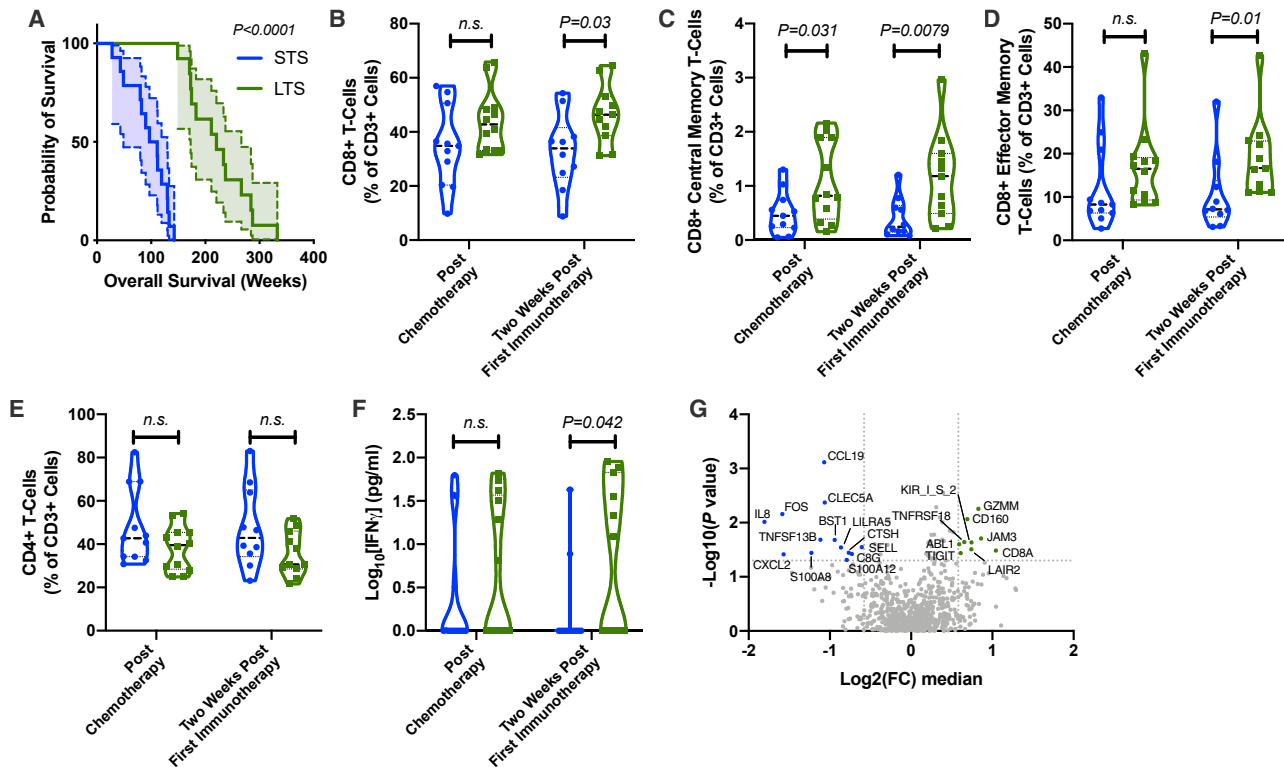 A
P<0.0001
STS
LTS
Probability of Survival
100
50
0
0
100
200
300
400
Overall Survival (Weeks)
B
n.s.
P=0.03
CD8+ T-Cells
(% of CD3+ Cells)
80
60
40
20
0
Post
Chemotherapy
Two Weeks Post
First Immunotherapy
C
P=0.031
P=0.0079
CD8+ Central Memory T-Cells
(% of CD3+ Cells)
4
3
2
1
0
Post
Chemotherapy
Two Weeks Post
First Immunotherapy
D
n.s.
P=0.01
CD8+ Effector Memory
T-Cells (% of CD3+ Cells)
50
40
30
20
10
0
Post
Chemotherapy
Two Weeks Post
First Immunotherapy
E
n.s.
n.s.
CD4+ T-Cells
(% of CD3+ Cells)
100
80
60
40
20
0
Post
Chemotherapy
Two Weeks Post
First Immunotherapy
F
n.s.
P=0.042
Log10[IFNγ] (pg/ml)
2.5
2.0
1.5
1.0
0.5
0.0
Post
Chemotherapy
Two Weeks Post
First Immunotherapy
G
-Log10(P value)
4
3
2
1
0
CCL19
CLEC5A
FOS
IL8
BST1
LILRA5
CTSH
TNFSF13B
SELL
C8G
CXCL2
S100A8
S100A12
KIR_I_S_2
GZMM
TNFRSF18
CD160
ABL1
JAM3
TIGIT
CD8A
LAIR2
-2
-1
0
1
2
Log2(FC) median